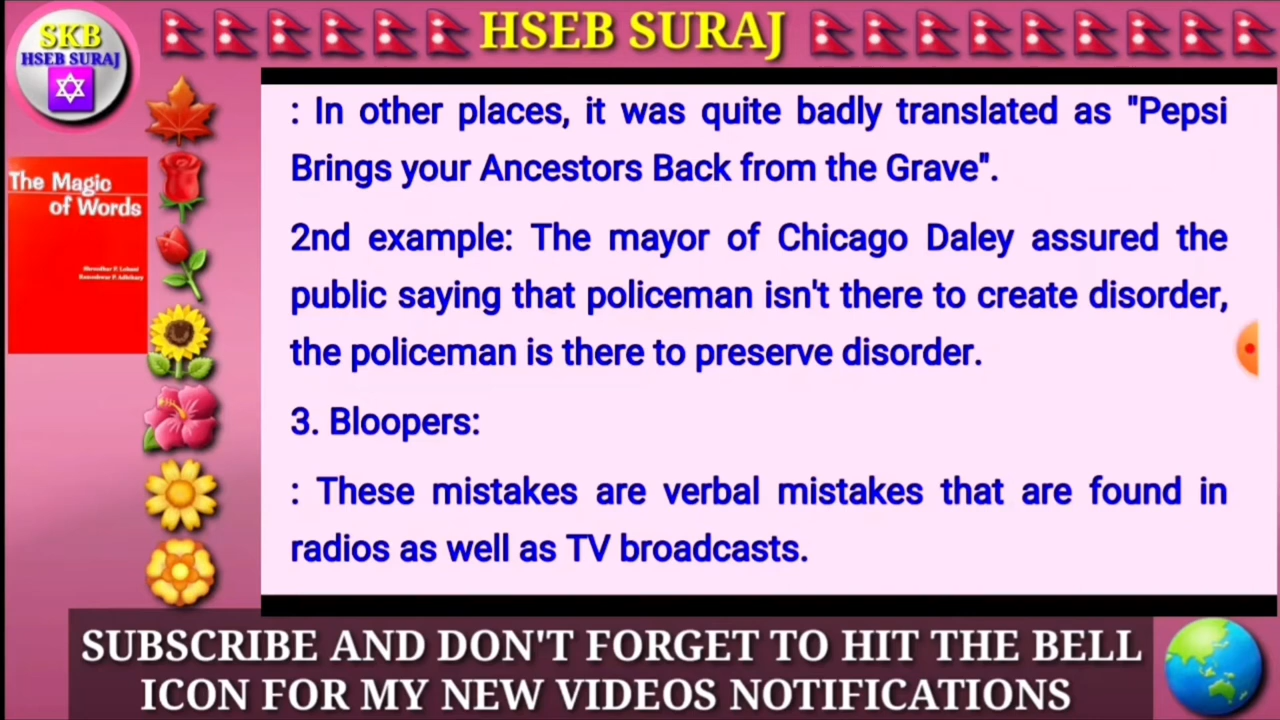 SKB
HSEB SURAJ
HSEB SURAJ
The Magic
of Words
: In other places, it was quite badly translated as "Pepsi
Brings your Ancestors Back from the Grave".
2nd example: The mayor of Chicago Daley assured the
public saying that policeman isn't there to create disorder,
the policeman is there to preserve disorder.
3. Bloopers:
: These mistakes are verbal mistakes that are found in
radios as well as TV broadcasts.
SUBSCRIBE AND DON'T FORGET TO HIT THE BELL
ICON FOR MY NEW VIDEOS NOTIFICATIONS